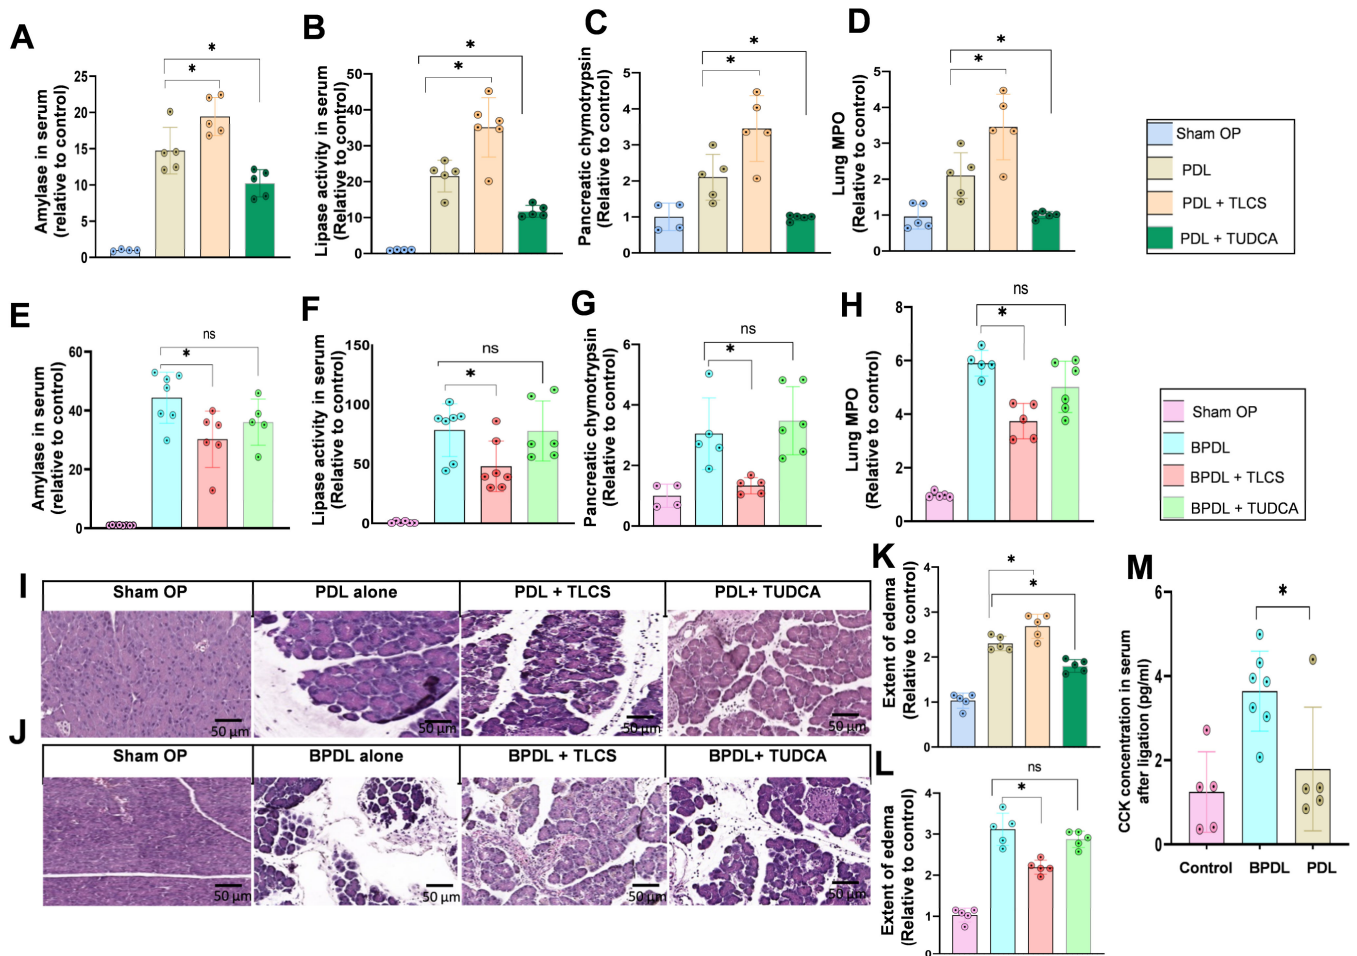 A
Amylase in serum
(relative to control)
25
20
15
10
5
0
*
*
B
Lipase activity in serum
(Relative to control)
50
40
30
20
10
0
*
*
C
Pancreatic chymotrypsin
(Relative to control)
5
4
3
2
1
0
*
*
D
Lung MPO
(Relative to control)
5
4
3
2
1
0
*
*
Sham OP
PDL
PDL + TLCS
PDL + TUDCA
E
Amylase in serum
(relative to control)
60
40
20
0
ns
*
F
Lipase activity in serum
(Relative to control)
150
100
50
0
ns
*
G
Pancreatic chymotrypsin
(Relative to control)
6
4
2
0
ns
*
H
Lung MPO
(Relative to control)
8
6
4
2
0
ns
*
Sham OP
BPDL
BPDL + TLCS
BPDL + TUDCA
I
Sham OP
PDL alone
PDL + TLCS
PDL+ TUDCA
50 µm
50 µm
50 µm
50 µm
J
Sham OP
BPDL alone
BPDL + TLCS
BPDL+ TUDCA
50 µm
50 µm
50 µm
50 µm
K
Extent of edema
(Relative to control)
4
3
2
1
0
*
*
L
Extent of edema
(Relative to control)
4
3
2
1
0
ns
*
M
CCK concentration in serum
after ligation (pg/ml)
6
4
2
0
*
Control
BPDL
PDL